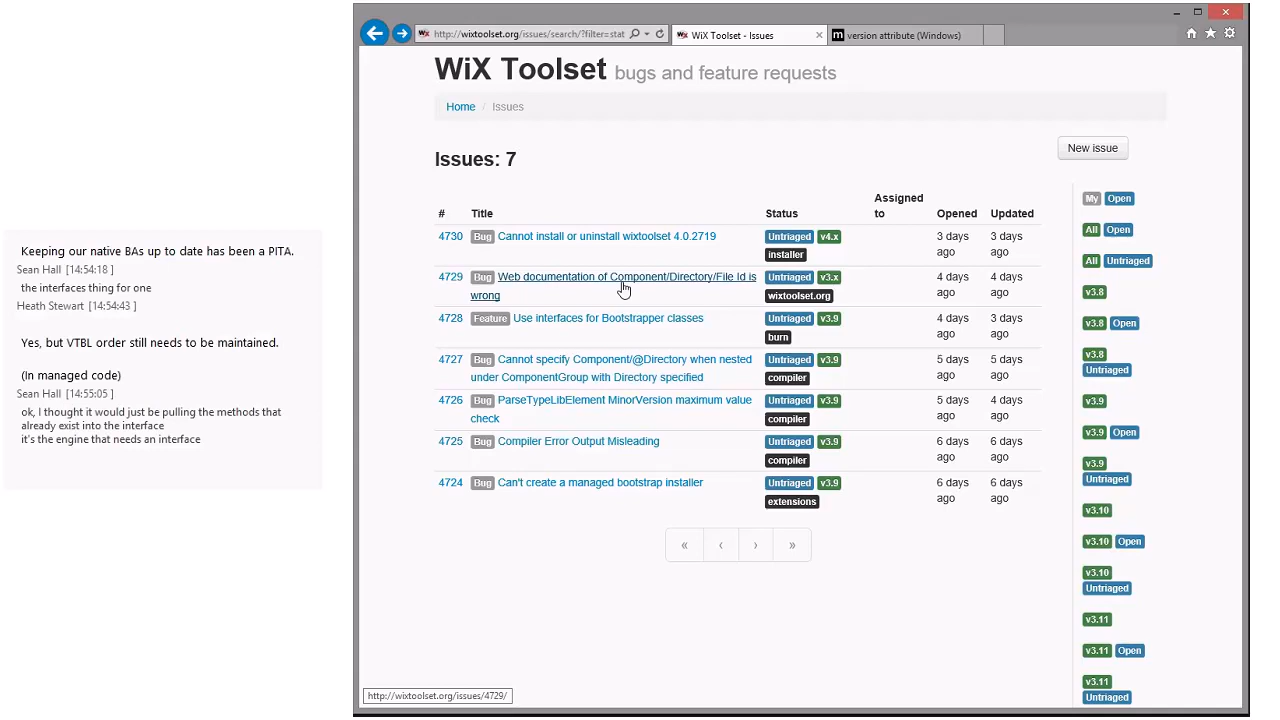 Keeping our native BAs up to date has been a PITA.
Sean Hall [14:54:18 ]
the interfaces thing for one
Heath Stewart [14:54:43 ]
Yes, but VTBL order still needs to be maintained.
(In managed code)
Sean Hall [14:55:05 ]
ok, I thought it would just be pulling the methods that
already exist into the interface
it's the engine that needs an interface
http://wixtoolset.org/issues/search/?filter=stat
WiX Toolset - Issues
version attribute (Windows)
WiX Toolset bugs and feature requests
Home / Issues
Issues: 7
New issue
# Title Status Assigned to Opened Updated
4730 Bug Cannot install or uninstall wixtoolset 4.0.2719 Untriaged v4.x 3 days 3 days
installer ago ago
4729 Bug Web documentation of Component/Directory/File Id is Untriaged v3.x 4 days 4 days
wrong wixtoolset.org ago ago
4728 Feature Use interfaces for Bootstrapper classes Untriaged v3.9 4 days 3 days
burn ago ago
4727 Bug Cannot specify Component/@Directory when nested Untriaged v3.9 5 days 5 days
under ComponentGroup with Directory specified compiler ago ago
4726 Bug ParseTypeLibElement MinorVersion maximum value Untriaged v3.9 5 days 4 days
check compiler ago ago
4725 Bug Compiler Error Output Misleading Untriaged v3.9 6 days 6 days
compiler ago ago
4724 Bug Can't create a managed bootstrap installer Untriaged v3.9 6 days 6 days
extensions ago ago
« ‹ › »
My Open
All Open
All Untriaged
v3.8
v3.8 Open
v3.8
Untriaged
v3.9
v3.9 Open
v3.9
Untriaged
v3.10
v3.10 Open
v3.10
Untriaged
v3.11
v3.11 Open
v3.11
Untriaged
http://wixtoolset.org/issues/4729/